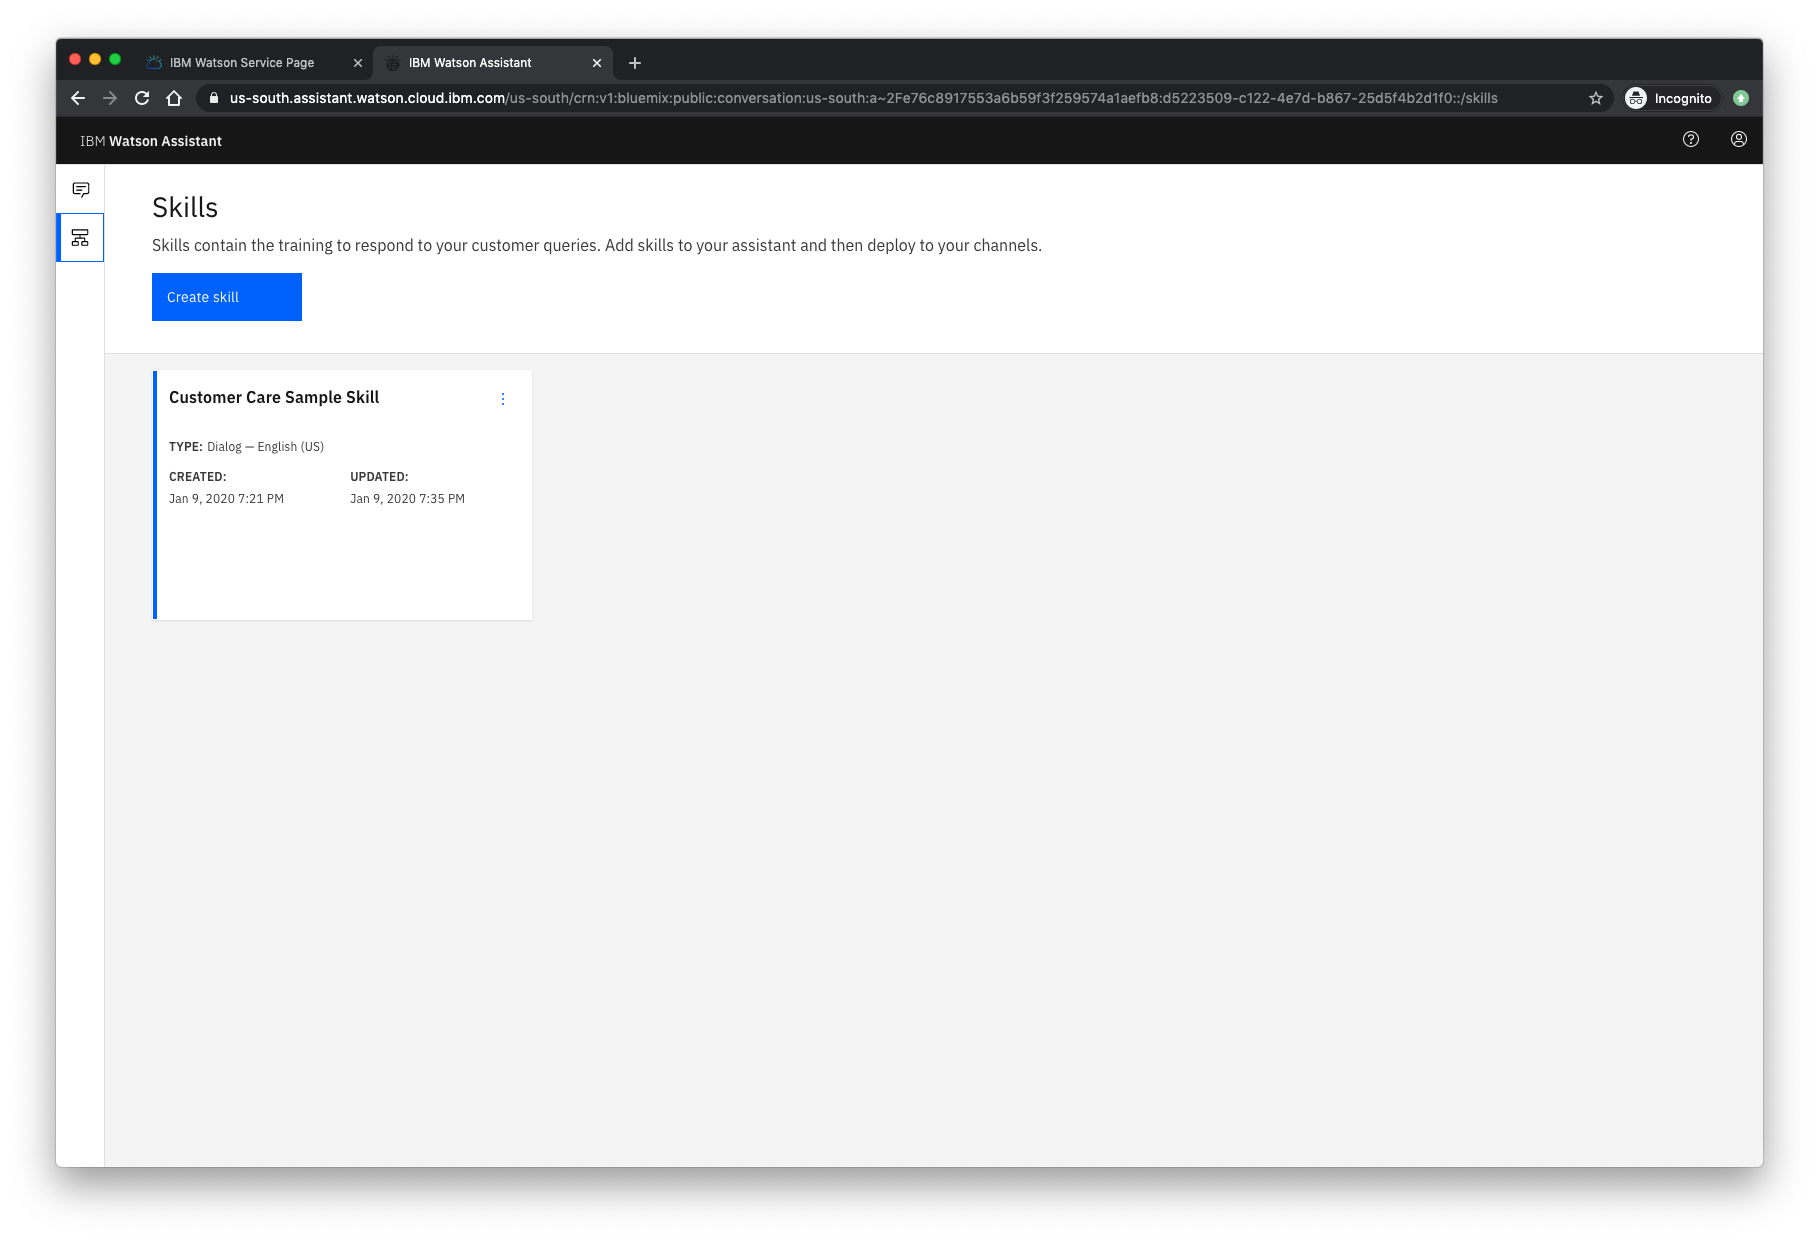 IBM Watson Service Page
IBM Watson Assistant
us-south.assistant.watson.cloud.ibm.com/us-south/crn:v1:bluemix:public:conversation:us-south:a~2Fe76c8917553a6b59f3f259574a1aefb8:d5223509-c122-4e7d-b867-25d5f4b2d1f0::/skills
Incognito
IBM Watson Assistant
Skills
Skills contain the training to respond to your customer queries. Add skills to your assistant and then deploy to your channels.
Create skill
Customer Care Sample Skill
TYPE: Dialog — English (US)
CREATED: UPDATED:
Jan 9, 2020 7:21 PM Jan 9, 2020 7:35 PM